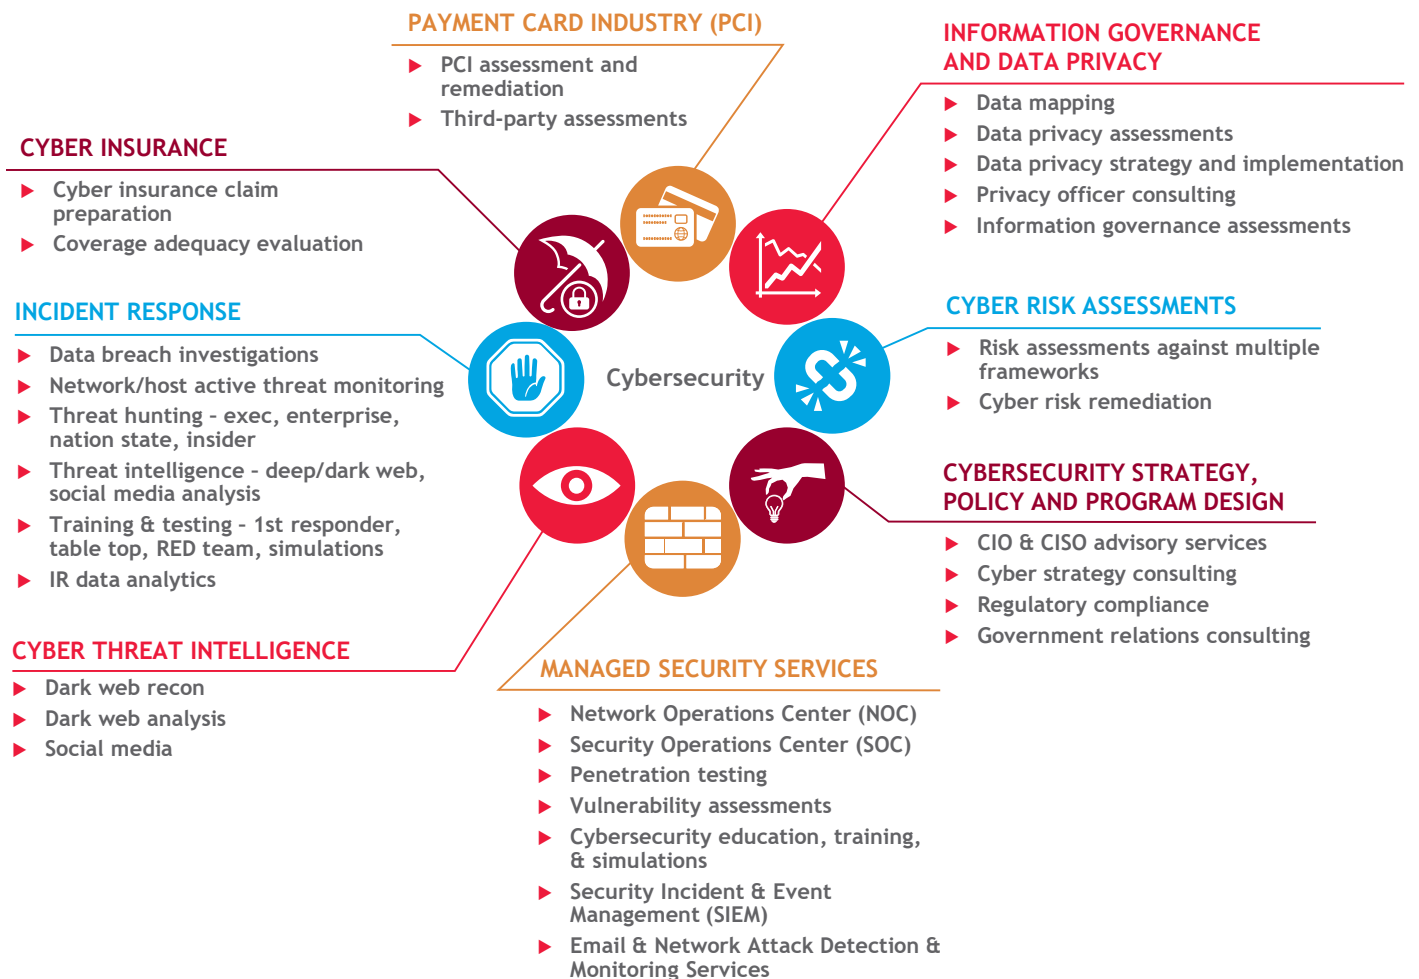 PAYMENT CARD INDUSTRY (PCI)
PCI assessment and
remediation
Third-party assessments
INFORMATION GOVERNANCE
AND DATA PRIVACY
Data mapping
Data privacy assessments
Data privacy strategy and implementation
Privacy officer consulting
Information governance assessments
CYBER INSURANCE
Cyber insurance claim
preparation
Coverage adequacy evaluation
INCIDENT RESPONSE
Data breach investigations
Network/host active threat monitoring
Threat hunting – exec, enterprise,
nation state, insider
Threat intelligence – deep/dark web,
social media analysis
Training & testing – 1st responder,
table top, RED team, simulations
IR data analytics
Cybersecurity
CYBER RISK ASSESSMENTS
Risk assessments against multiple
frameworks
Cyber risk remediation
CYBERSECURITY STRATEGY,
POLICY AND PROGRAM DESIGN
CIO & CISO advisory services
Cyber strategy consulting
Regulatory compliance
Government relations consulting
CYBER THREAT INTELLIGENCE
Dark web recon
Dark web analysis
Social media
MANAGED SECURITY SERVICES
Network Operations Center (NOC)
Security Operations Center (SOC)
Penetration testing
Vulnerability assessments
Cybersecurity education, training,
& simulations
Security Incident & Event
Management (SIEM)
Email & Network Attack Detection &
Monitoring Services